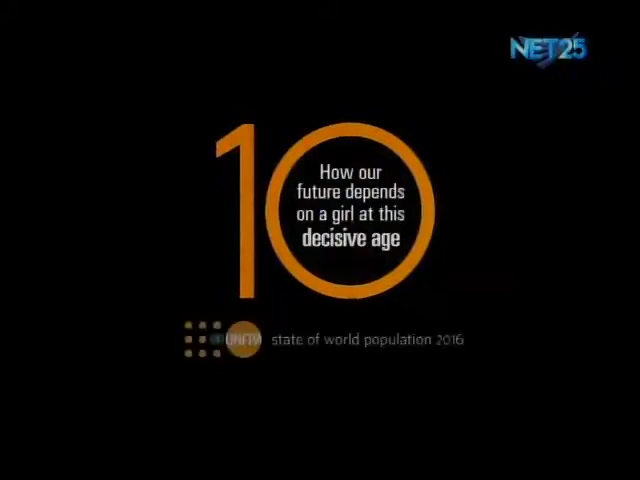 NET25
10
How our
future depends
on a girl at this
decisive age
UNFPA state of world population 2016